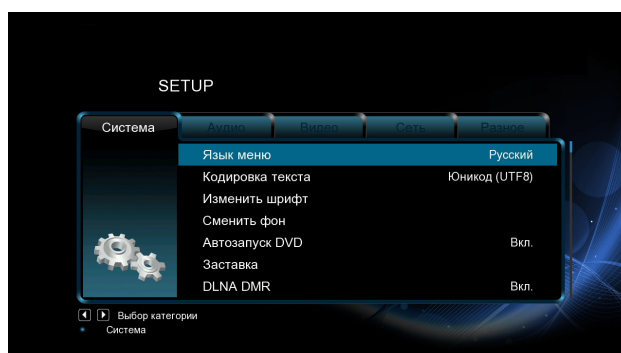 SETUP
Система Аудио Видео Сеть Разное
Язык меню Русский
Кодировка текста Юникод (UTF8)
Изменить шрифт
Сменить фон
Автозапуск DVD Вкл.
Заставка
DLNA DMR Вкл.
Выбор категории
Система